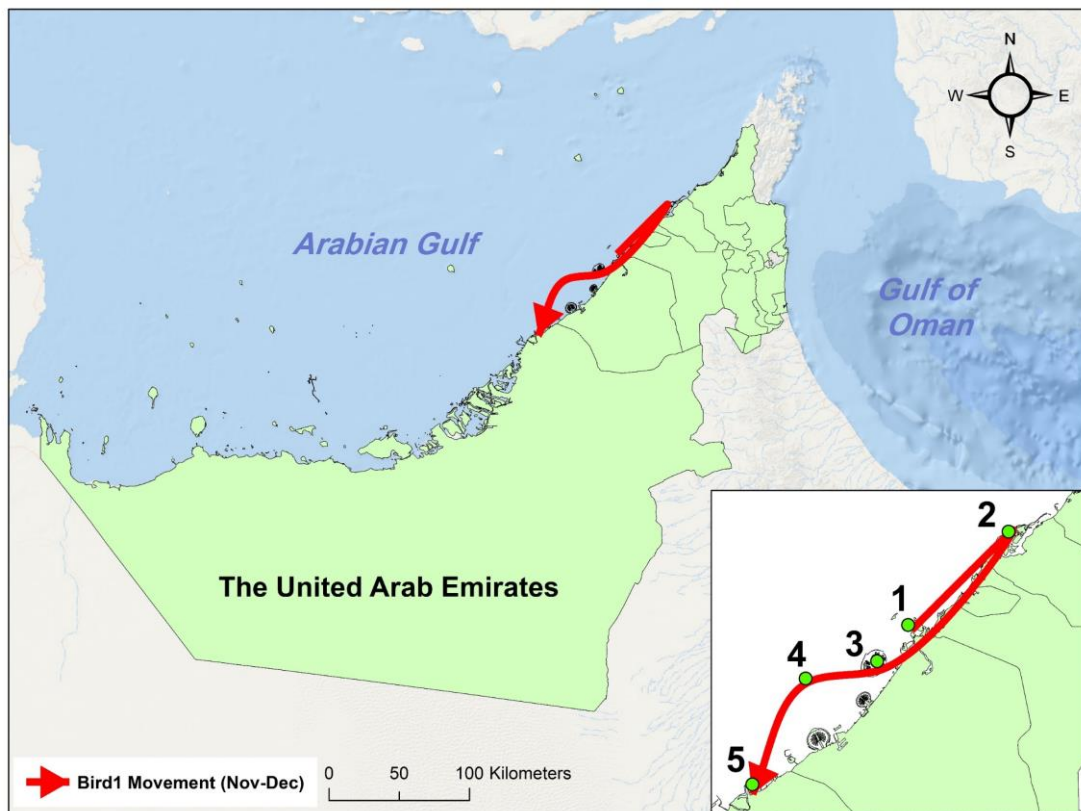 N
W E
S
Arabian Gulf
Gulf of
Oman
The United Arab Emirates
Bird1 Movement (Nov-Dec)
0 50 100 Kilometers
2
1
3
4
5